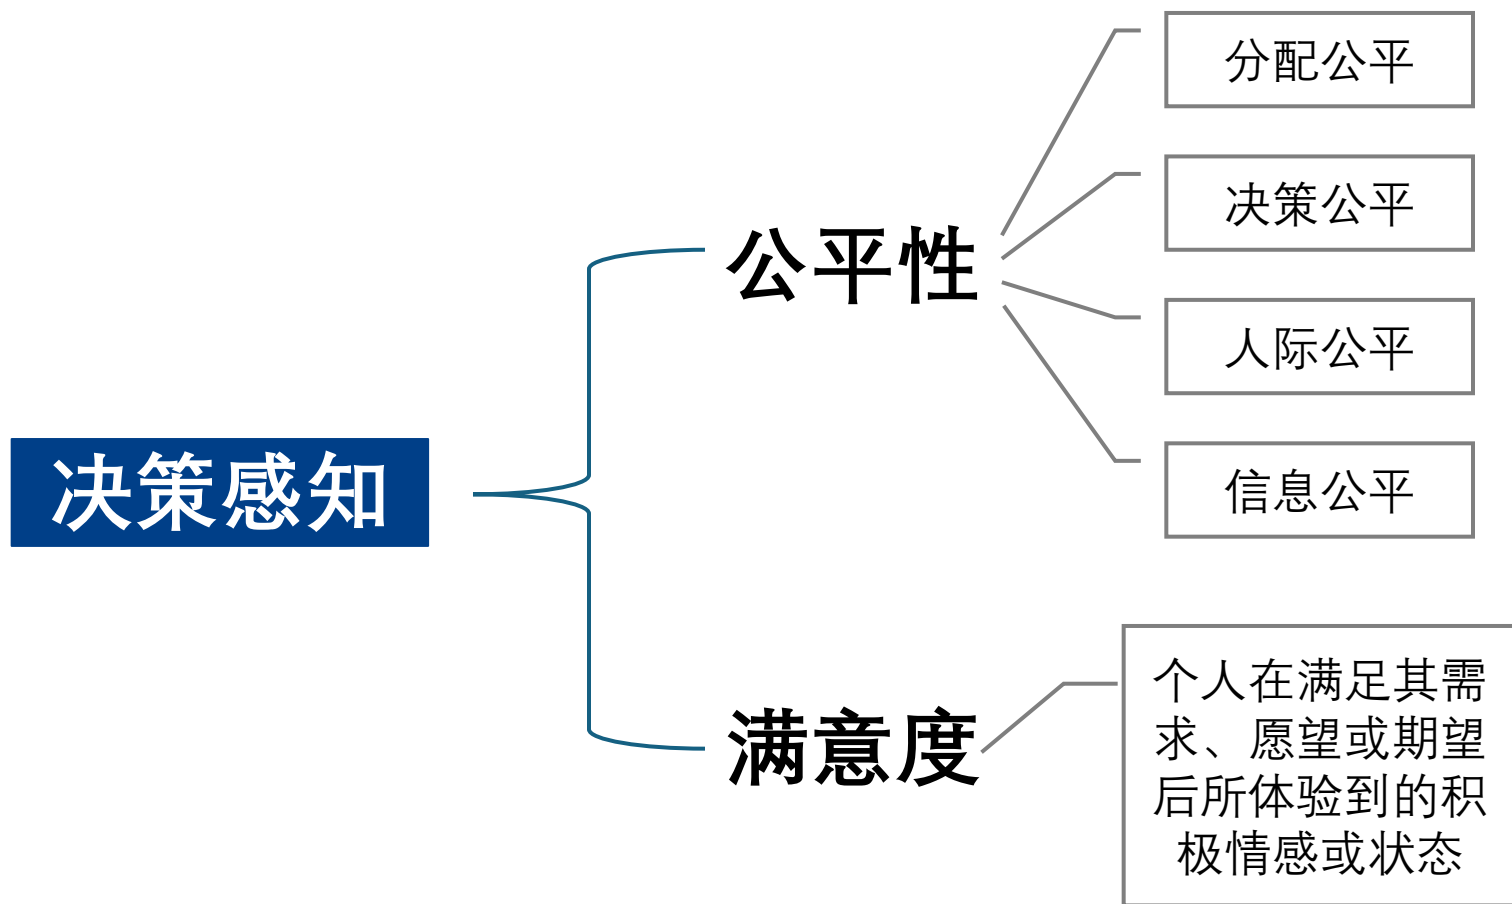 决策感知
公平性
分配公平
决策公平
人际公平
信息公平
满意度
个人在满足其需
求、愿望或期望
后所体验到的积
极情感或状态